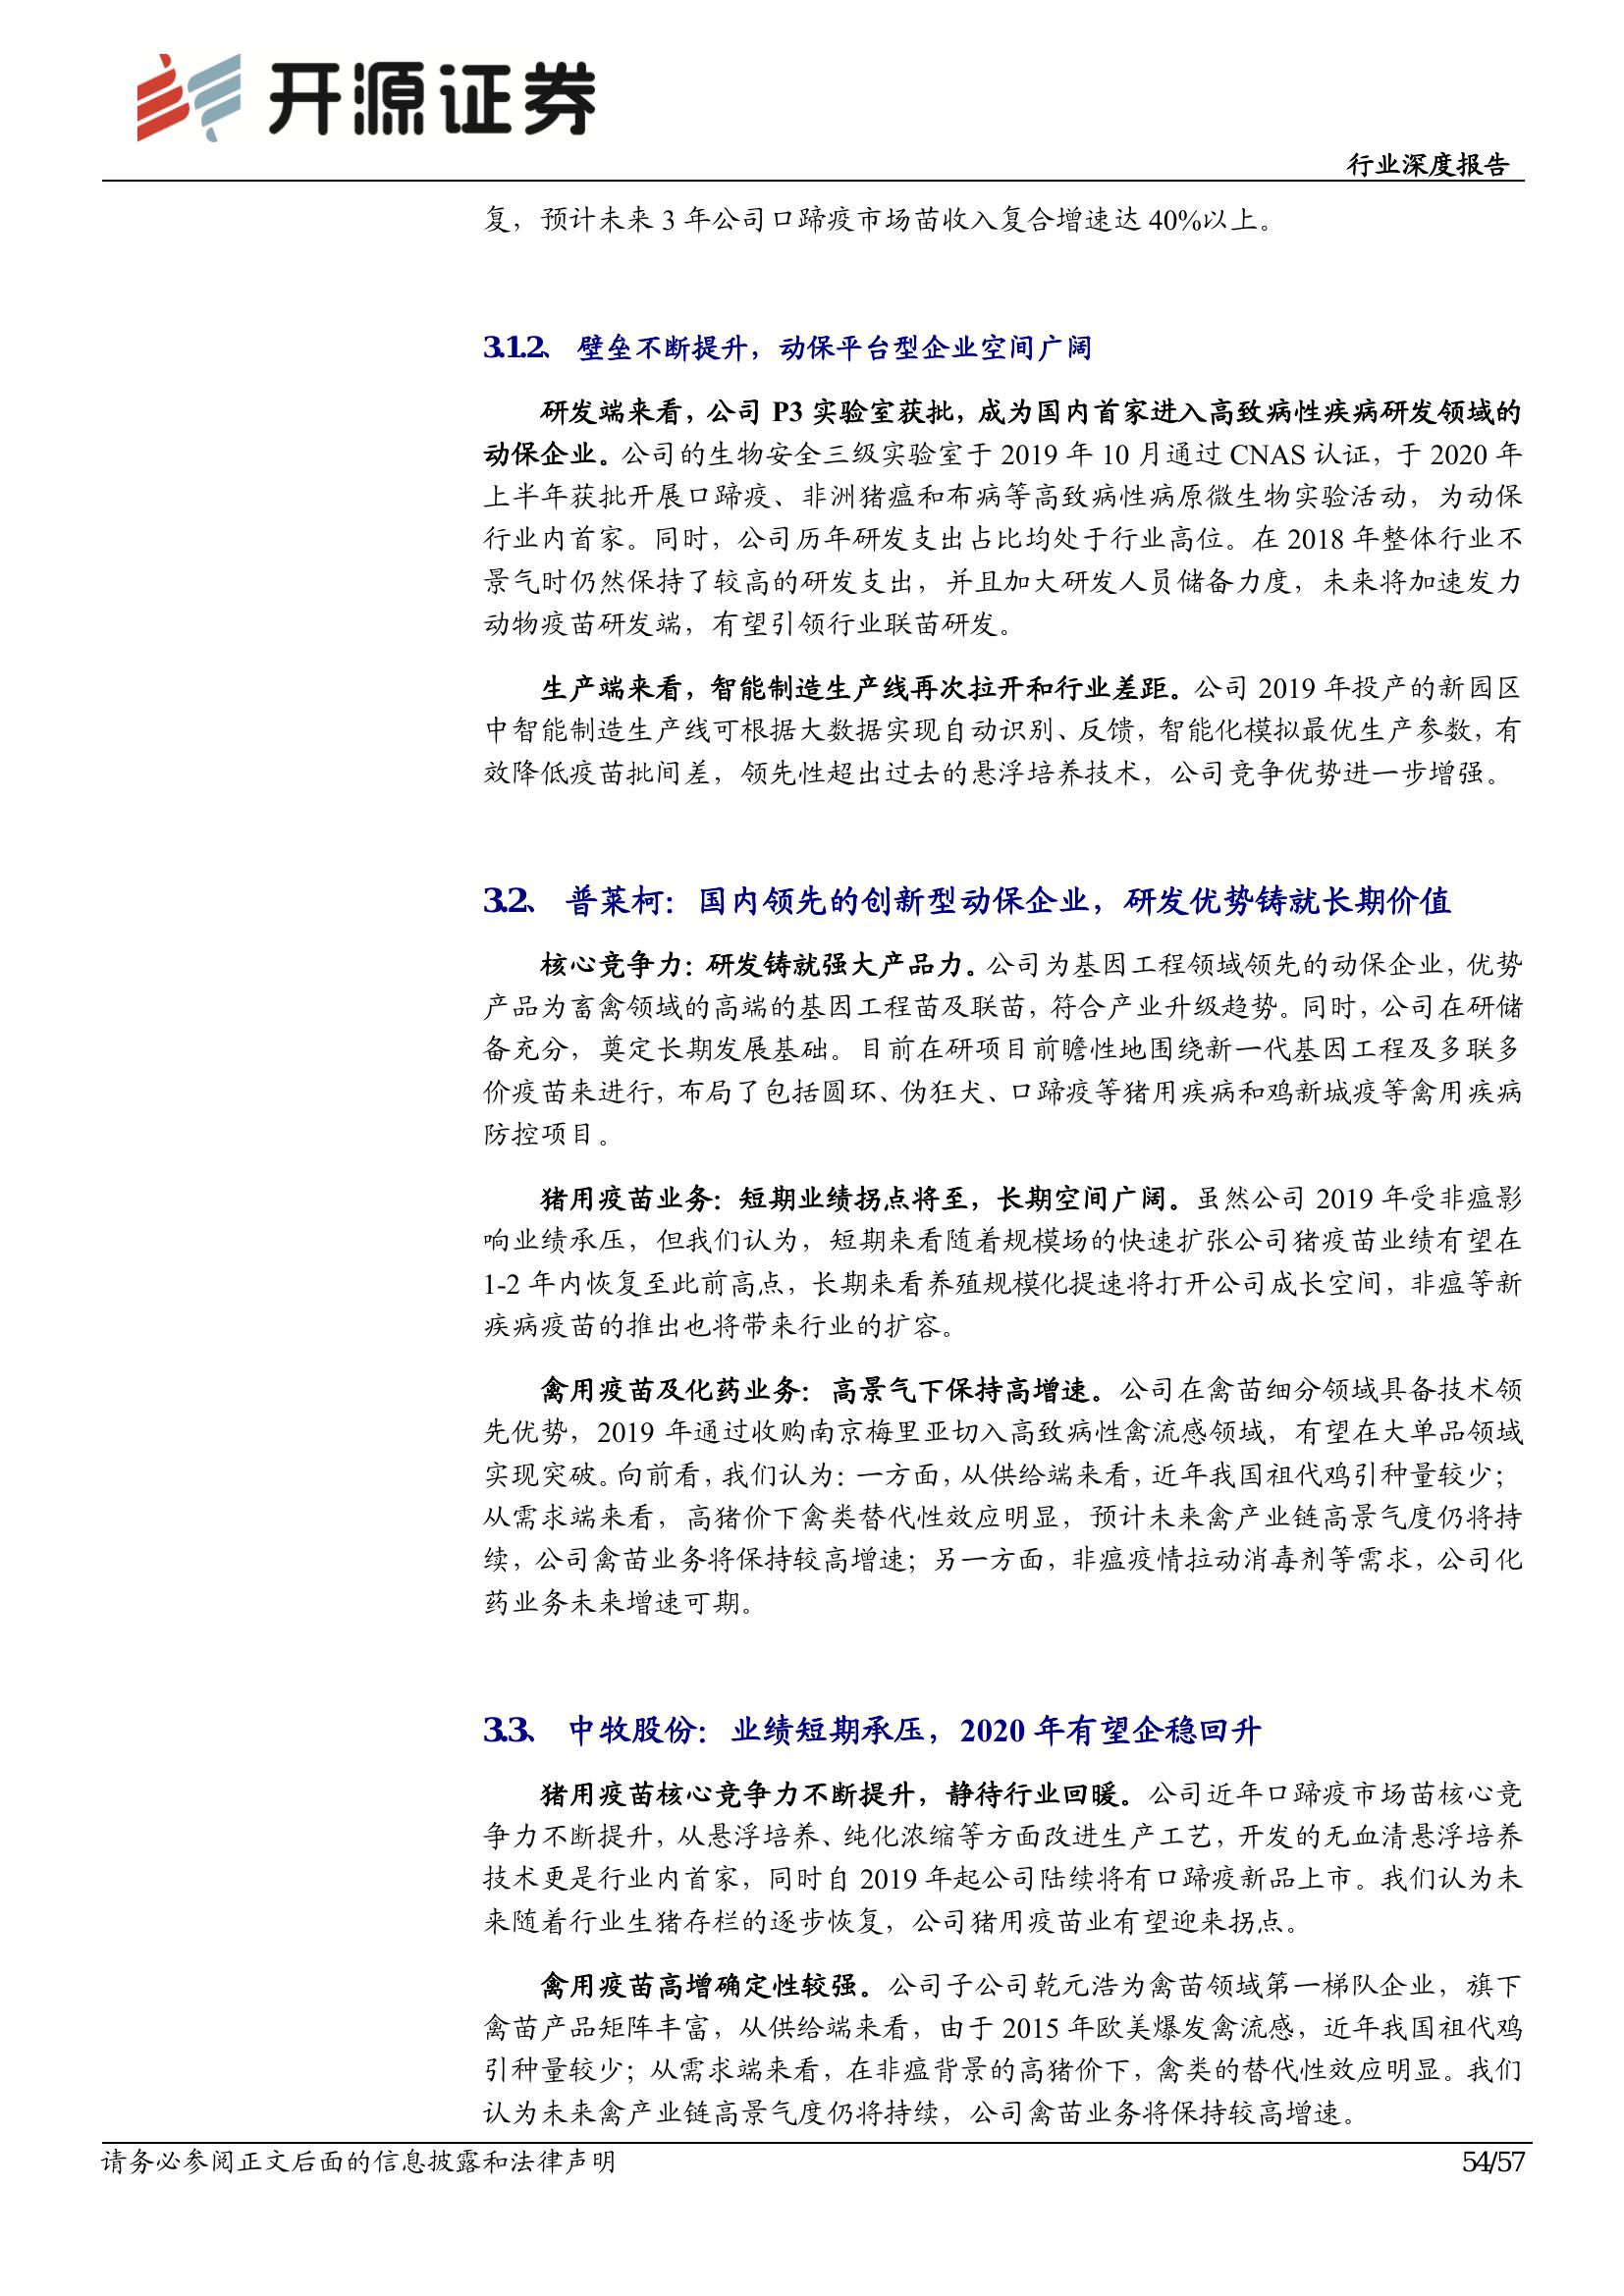 开源证券
行业深度报告
复，预计未来 3 年公司口蹄疫市场苗收入复合增速达 40%以上。
3.1.2、 壁垒不断提升，动保平台型企业空间广阔
研发端来看，公司 P3 实验室获批，成为国内首家进入高致病性疾病研发领域的
动保企业。公司的生物安全三级实验室于 2019 年 10 月通过 CNAS 认证，于 2020 年
上半年获批开展口蹄疫、非洲猪瘟和布病等高致病性病原微生物实验活动，为动保
行业内首家。同时，公司历年研发支出占比均处于行业高位。在 2018 年整体行业不
景气时仍然保持了较高的研发支出，并且加大研发人员储备力度，未来将加速发力
动物疫苗研发端，有望引领行业联苗研发。
生产端来看，智能制造生产线再次拉开和行业差距。公司 2019 年投产的新园区
中智能制造生产线可根据大数据实现自动识别、反馈，智能化模拟最优生产参数，有
效降低疫苗批间差，领先性超出过去的悬浮培养技术，公司竞争优势进一步增强。
3.2、 普莱柯：国内领先的创新型动保企业，研发优势铸就长期价值
核心竞争力：研发铸就强大产品力。公司为基因工程领域领先的动保企业，优势
产品为畜禽领域的高端的基因工程苗及联苗，符合产业升级趋势。同时，公司在研储
备充分，奠定长期发展基础。目前在研项目前瞻性地围绕新一代基因工程及多联多
价疫苗来进行，布局了包括圆环、伪狂犬、口蹄疫等猪用疾病和鸡新城疫等禽用疾病
防控项目。
猪用疫苗业务：短期业绩拐点将至，长期空间广阔。虽然公司 2019 年受非瘟影
响业绩承压，但我们认为，短期来看随着规模场的快速扩张公司猪疫苗业绩有望在
1-2 年内恢复至此前高点，长期来看养殖规模化提速将打开公司成长空间，非瘟等新
疾病疫苗的推出也将带来行业的扩容。
禽用疫苗及化药业务：高景气下保持高增速。公司在禽苗细分领域具备技术领
先优势，2019 年通过收购南京梅里亚切入高致病性禽流感领域，有望在大单品领域
实现突破。向前看，我们认为：一方面，从供给端来看，近年我国祖代鸡引种量较少；
从需求端来看，高猪价下禽类替代性效应明显，预计未来禽产业链高景气度仍将持
续，公司禽苗业务将保持较高增速；另一方面，非瘟疫情拉动消毒剂等需求，公司化
药业务未来增速可期。
3.3、 中牧股份：业绩短期承压，2020 年有望企稳回升
猪用疫苗核心竞争力不断提升，静待行业回暖。公司近年口蹄疫市场苗核心竞
争力不断提升，从悬浮培养、纯化浓缩等方面改进生产工艺，开发的无血清悬浮培养
技术更是行业内首家，同时自 2019 年起公司陆续将有口蹄疫新品上市。我们认为未
来随着行业生猪存栏的逐步恢复，公司猪用疫苗业有望迎来拐点。
禽用疫苗高增确定性较强。公司子公司乾元浩为禽苗领域第一梯队企业，旗下
禽苗产品矩阵丰富，从供给端来看，由于 2015 年欧美爆发禽流感，近年我国祖代鸡
引种量较少；从需求端来看，在非瘟背景的高猪价下，禽类的替代性效应明显。我们
认为未来禽产业链高景气度仍将持续，公司禽苗业务将保持较高增速。
请务必参阅正文后面的信息披露和法律声明
54/57